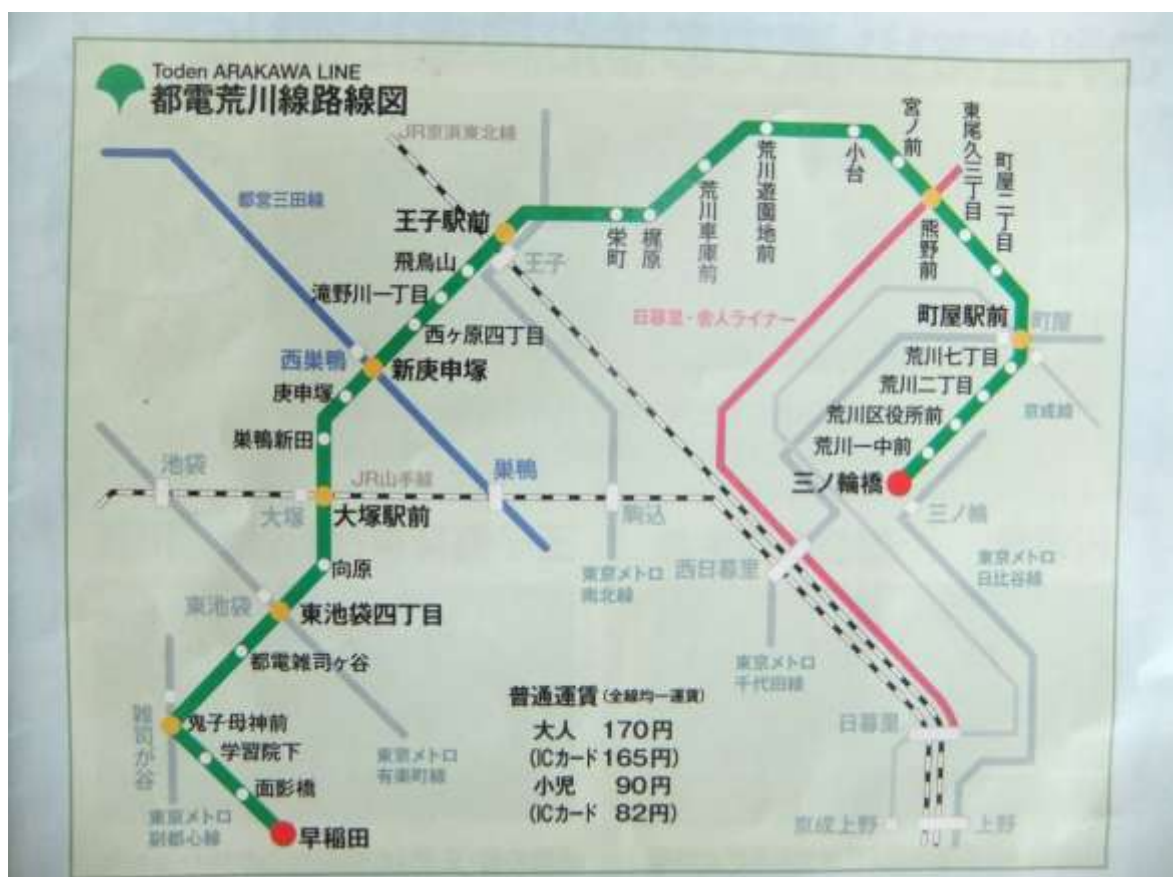 Toden ARAKAWA LINE
都電荒川線路線図
JR京浜東北線
都営三田線
王子駅前
王子
飛鳥山
滝野川一丁目
西ヶ原四丁目
西巣鴨
新庚申塚
庚申塚
巣鴨新田
池袋
JR山手線
巣鴨
大塚
大塚駅前
駒込
向原
東池袋
東池袋四丁目
都電雑司ヶ谷
雑司が谷
鬼子母神前
学習院下
面影橋
早稲田
東京メトロ
副都心線
東京メトロ
有楽町線
東京メトロ
南北線
栄町
梶原
荒川車庫前
荒川遊園地前
小台
宮ノ前
熊野前
東尾久三丁目
町屋二丁目
日暮里・舎人ライナー
町屋駅前
町屋
荒川七丁目
荒川二丁目
荒川区役所前
荒川一中前
三ノ輪橋
京成線
三ノ輪
東京メトロ
日比谷線
西日暮里
東京メトロ
千代田線
日暮里
京成上野
上野
普通運賃(全線均一運賃)
大人 170円
(ICカード 165円)
小児 90円
(ICカード 82円)